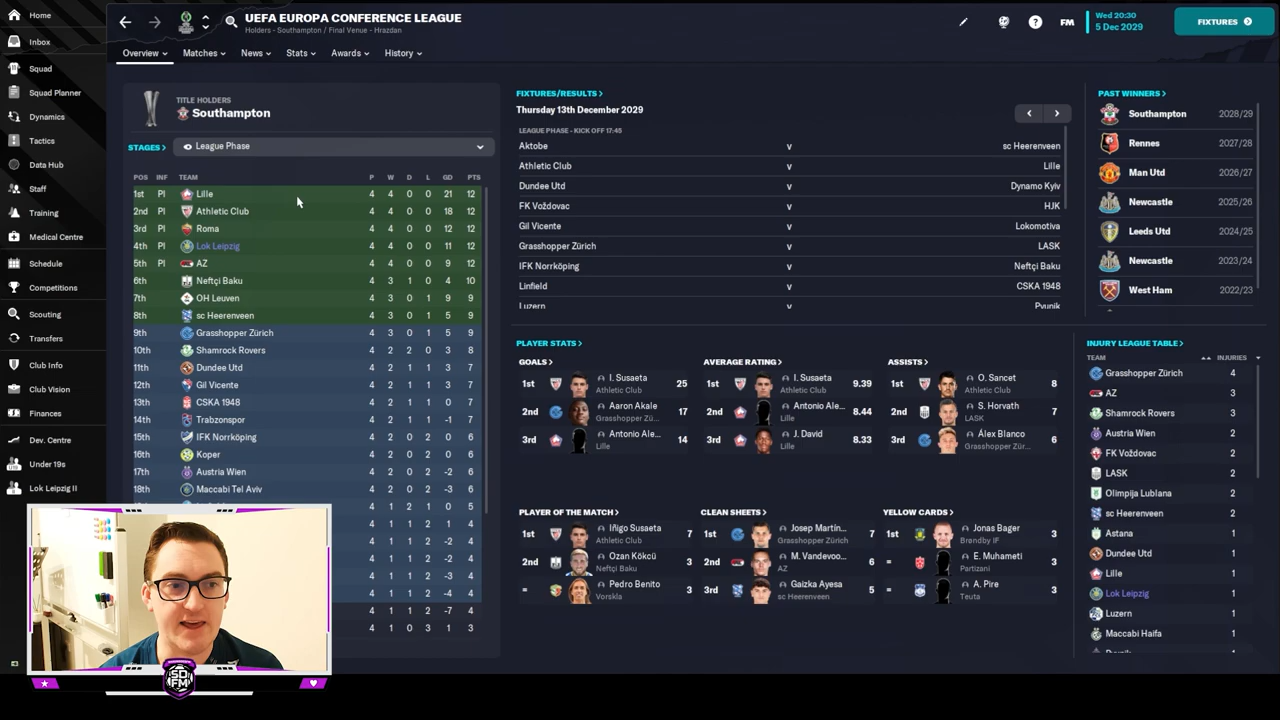 Home
Inbox
Squad
Squad Planner
Dynamics
Tactics
Data Hub
Staff
Training
Medical Centre
Schedule
Competitions
Scouting
Transfers
Club Info
Club Vision
Finances
Dev. Centre
Under 19s
Lok Leipzig II
UEFA EUROPA CONFERENCE LEAGUE
Holders - Southampton / Final Venue - Hrazdan
FM
Wed 20:30
5 Dec 2029
FIXTURES
Overview
Matches
News
Stats
Awards
History
TITLE HOLDERS
Southampton
STAGES >
League Phase
POS INF TEAM P W D L GD PTS
1st Pl Lille 4 4 0 0 21 12
2nd Pl Athletic Club 4 4 0 0 18 12
3rd Pl Roma 4 4 0 0 12 12
4th Pl Lok Leipzig 4 4 0 0 11 12
5th Pl AZ 4 4 0 0 9 12
6th Neftçi Baku 4 3 1 0 4 10
7th OH Leuven 4 3 0 1 9 9
8th sc Heerenveen 4 3 0 1 5 9
9th Grasshopper Zürich 4 3 0 1 5 9
10th Shamrock Rovers 4 2 2 0 3 8
11th Dundee Utd 4 2 1 1 3 7
12th Gil Vicente 4 2 1 1 3 7
13th CSKA 1948 4 2 1 1 0 7
14th Trabzonspor 4 2 1 1 -1 7
15th IFK Norrköping 4 2 0 2 0 6
16th Koper 4 2 0 2 0 6
17th Austria Wien 4 2 0 2 -2 6
18th Maccabi Tel Aviv 4 2 0 2 -3 6
4 1 2 1 0 5
4 1 1 2 1 4
4 1 1 2 -2 4
4 1 1 2 -2 4
4 1 1 2 -3 4
4 1 1 2 -4 4
4 1 1 2 -7 4
4 1 0 3 1 3
SDFM
FIXTURES/RESULTS >
Thursday 13th December 2029
LEAGUE PHASE - KICK OFF 17:45
Aktobe v sc Heerenveen
Athletic Club v Lille
Dundee Utd v Dynamo Kyiv
FK Voždovac v HJK
Gil Vicente v Lokomotiva
Grasshopper Zürich v LASK
IFK Norrköping v Neftçi Baku
Linfield v CSKA 1948
Luzern v Pyunik
PLAYER STATS >
GOALS >
1st I. Susaeta 25
Athletic Club
2nd Aaron Akale 17
Grasshopper Zü...
3rd Antonio Ale... 14
Lille
AVERAGE RATING >
1st I. Susaeta 9.39
Athletic Club
2nd Antonio Ale... 8.44
Lille
3rd J. David 8.33
Lille
ASSISTS >
1st O. Sancet 8
Athletic Club
2nd S. Horvath 7
LASK
3rd Álex Blanco 6
Grasshopper Zür...
PLAYER OF THE MATCH >
1st Iñigo Susaeta 7
Athletic Club
2nd Ozan Kökcü 3
Neftçi Baku
= Pedro Benito 3
Vorskla
CLEAN SHEETS >
1st Josep Martín... 7
Grasshopper Zürich
2nd M. Vandevoo... 6
AZ
3rd Gaizka Ayesa 5
sc Heerenveen
YELLOW CARDS >
1st Jonas Bager 3
Brøndby IF
= E. Muhameti 3
Partizani
= A. Pire 3
Teuta
PAST WINNERS >
Southampton 2028/29
Rennes 2027/28
Man Utd 2026/27
Newcastle 2025/26
Leeds Utd 2024/25
Newcastle 2023/24
West Ham 2022/23
INJURY LEAGUE TABLE >
TEAM INJURIES
Grasshopper Zürich 4
AZ 3
Shamrock Rovers 3
Austria Wien 2
FK Voždovac 2
LASK 2
Olimpija Lublana 2
sc Heerenveen 2
Astana 1
Dundee Utd 1
Lille 1
Lok Leipzig 1
Luzern 1
Maccabi Haifa 1